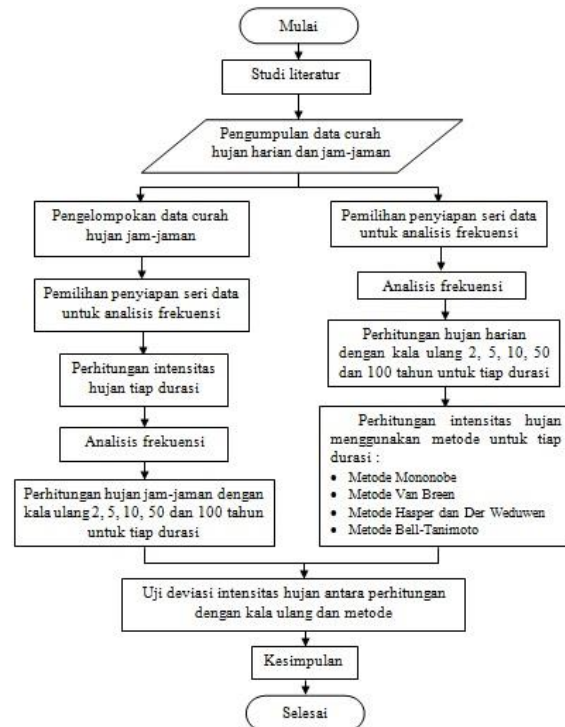 Mulai
Studi literatur
Pengumpulan data curah
hujan harian dan jam-jaman
Pengelompokan data curah
hujan jam-jaman
Pemilihan penyiapan seri data
untuk analisis frekuensi
Perhitungan intensitas
hujan tiap durasi
Analisis frekuensi
Perhitungan hujan jam-jaman dengan
kala ulang 2, 5, 10, 50 dan 100 tahun
untuk tiap durasi
Pemilihan penyiapan seri data
untuk analisis frekuensi
Analisis frekuensi
Perhitungan hujan harian
dengan kala ulang 2, 5, 10, 50
dan 100 tahun untuk tiap durasi
Perhitungan intensitas hujan
menggunakan metode untuk tiap
durasi :
• Metode Mononobe
• Metode Van Breen
• Metode Hasper dan Der Weduwen
• Metode Bell-Tanimoto
Uji deviasi intensitas hujan antara perhitungan
dengan kala ulang dan metode
Kesimpulan
Selesai